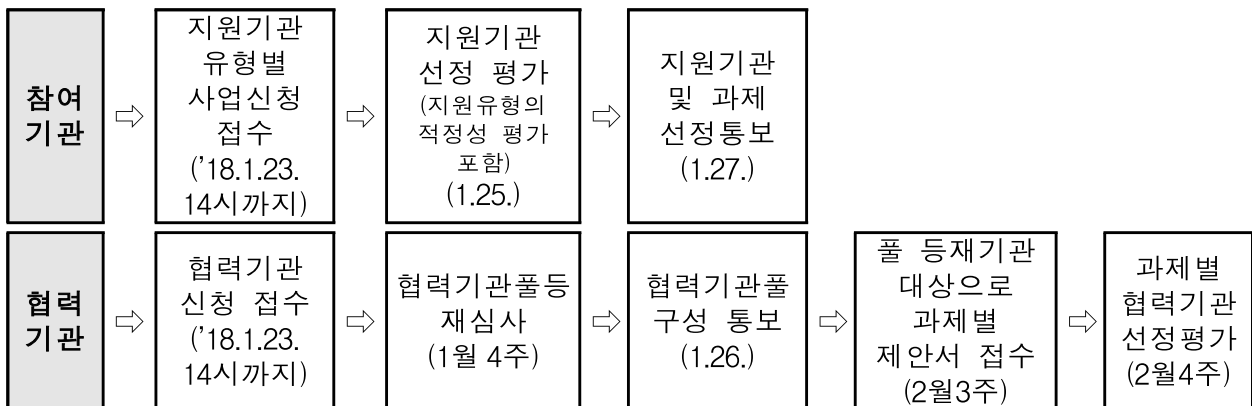 참여
기관
⇨
지원기관
유형별
사업신청
접수
('18.1.23.
14시까지)
⇨
지원기관
선정 평가
(지원유형의
적정성 평가
포함)
(1.25.)
⇨
지원기관
및 과제
선정통보
(1.27.)
협력
기관
⇨
협력기관
신청 접수
('18.1.23.
14시까지)
⇨
협력기관풀등
재심사
(1월 4주)
⇨
협력기관풀
구성 통보
(1.26.)
⇨
풀 등재기관
대상으로
과제별
제안서 접수
(2월3주)
⇨
과제별
협력기관
선정평가
(2월4주)